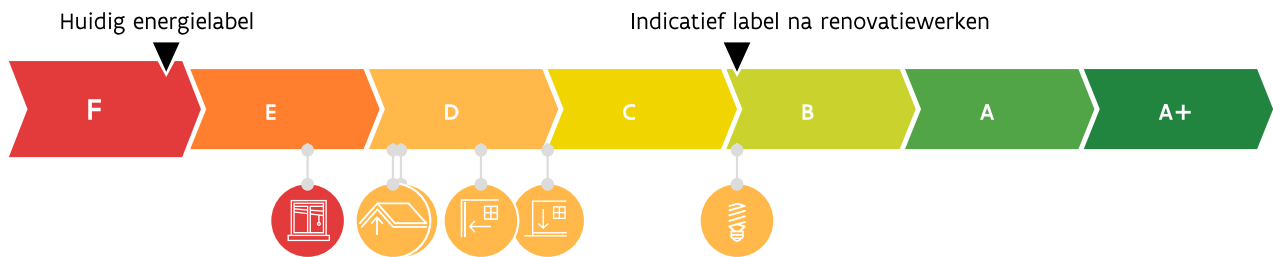 Huidig energielabel
Indicatief label na renovatiewerken
F E D C B A A+